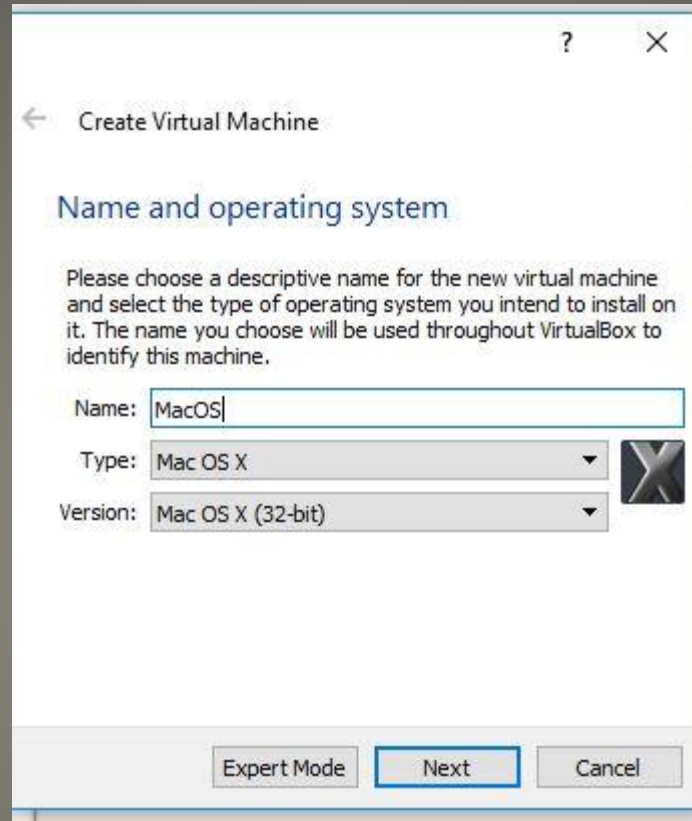 ?
Create Virtual Machine
Name and operating system
Please choose a descriptive name for the new virtual machine
and select the type of operating system you intend to install on
it. The name you choose will be used throughout VirtualBox to
identify this machine.
Name: MacOS
Type: Mac OS X
Version: Mac OS X (32-bit)
Expert Mode Next Cancel